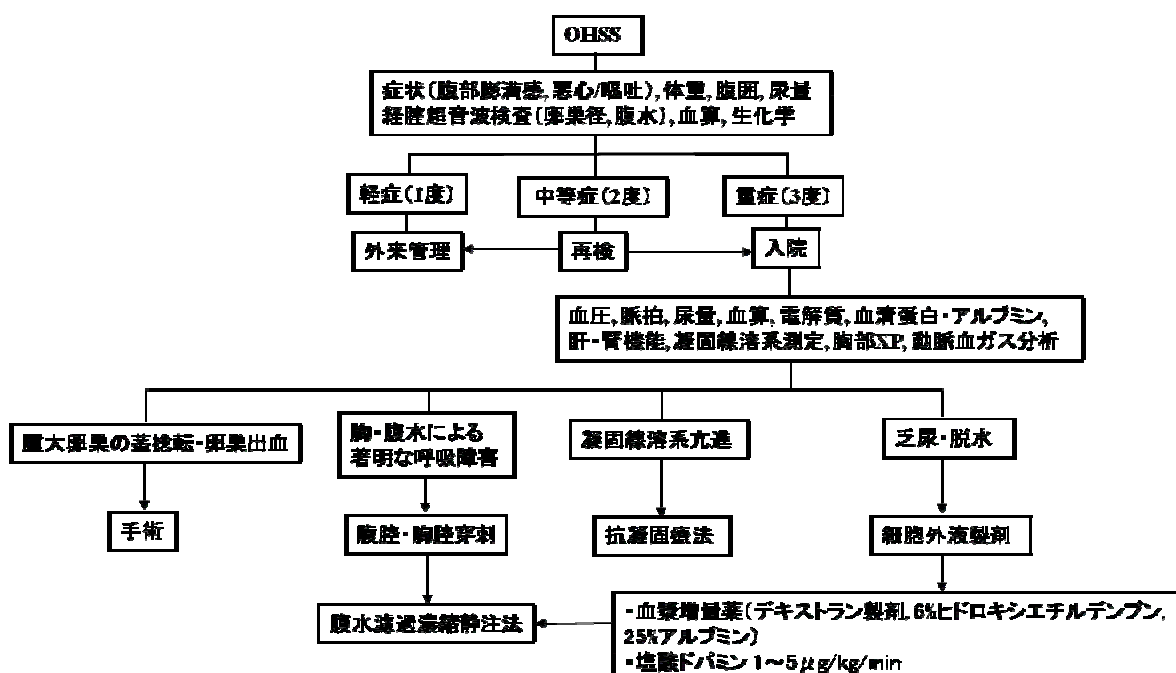 OHSS
症状(腹部膨満感,悪心/嘔吐),体重,腹囲,尿量
経腟超音波検査(卵巣径,腹水),血算,生化学
軽症(1度)
中等症(2度)
重症(3度)
外来管理
再検
入院
血圧,脈拍,尿量,血算,電解質,血清蛋白・アルブミン,
肝・腎機能,凝固線溶系測定,胸部XP,動脈血ガス分析
腫大卵巣の茎捻転・卵巣出血
胸・腹水による
著明な呼吸障害
凝固線溶系亢進
乏尿・脱水
手術
腹腔・胸腔穿刺
抗凝固療法
細胞外液製剤
腹水濾過濃縮静注法
・血漿増量薬(デキストラン製剤,6%ヒドロキシエチルデンプン,
25%アルブミン)
・塩酸ドパミン 1〜5μg/kg/min